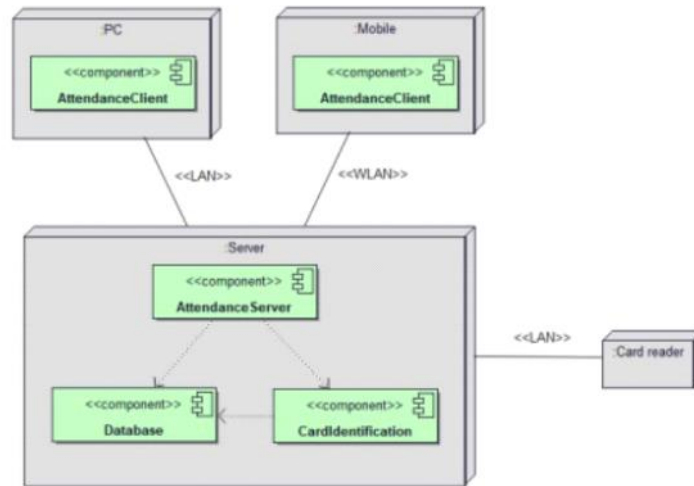 :PC
<<component>>
AttendanceClient
:Mobile
<<component>>
AttendanceClient
<<LAN>>
<<WLAN>>
:Server
<<component>>
AttendanceServer
<<LAN>>
:Card reader
<<component>>
Database
<<component>>
CardIdentification